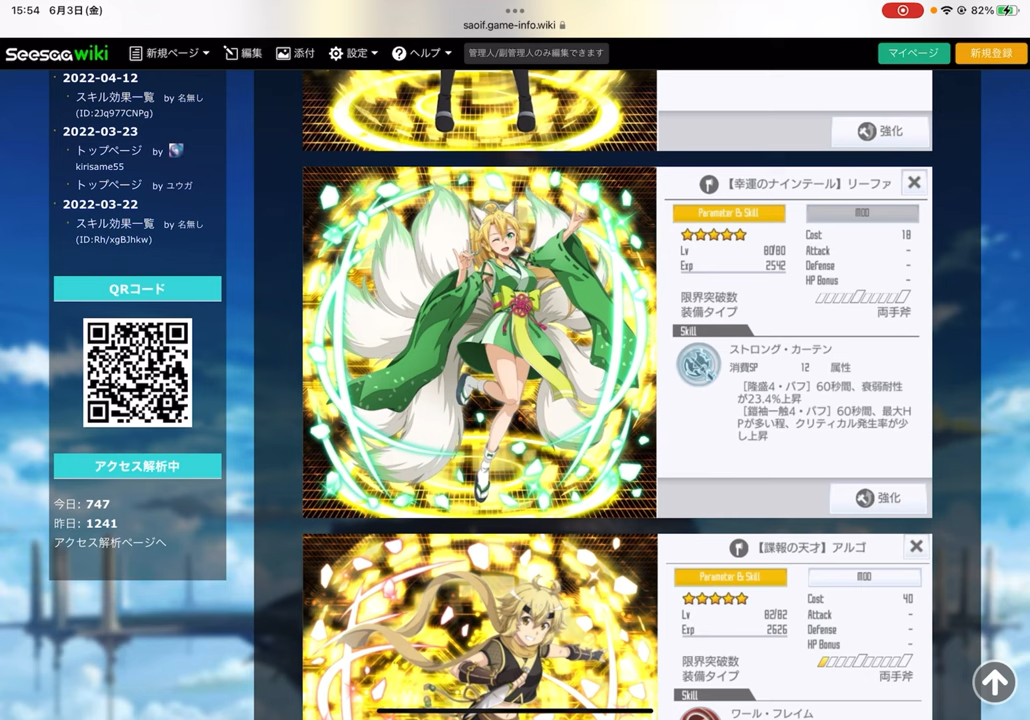 15:54 6月3日(金)
saoif.game-info.wiki
82%
Seesaa wiki
新規ページ
編集
添付
設定
ヘルプ
管理人/副管理人のみ編集できます
マイページ
新規登録
2022-04-12
スキル効果一覧 by 名無し
(ID:2Jq977CNPg)
2022-03-23
トップページ by
kirisame55
トップページ by ユウガ
2022-03-22
スキル効果一覧 by 名無し
(ID:Rh/xgBJhkw)
QRコード
アクセス解析中
今日: 747
昨日: 1241
アクセス解析ページへ
強化
【幸運のナインテール】リーファ
Parameter & Skill
MOD
Cost 18
Lv 80/80
Attack -
Exp 2542
Defense -
HP Bonus -
限界突破数
装備タイプ 両手斧
Skill
ストロング・カーテン
消費SP 12 属性
［隆盛4・バフ］60秒間、衰弱耐性
が23.4%上昇
［鎧袖一触4・バフ］60秒間、最大H
Pが多い程、クリティカル発生率が少
し上昇
強化
【諜報の天才】アルゴ
Parameter & Skill
MOD
Cost 40
Lv 82/82
Attack -
Exp 2626
Defense -
HP Bonus -
限界突破数
装備タイプ 両手斧
Skill
ワール・フレイム